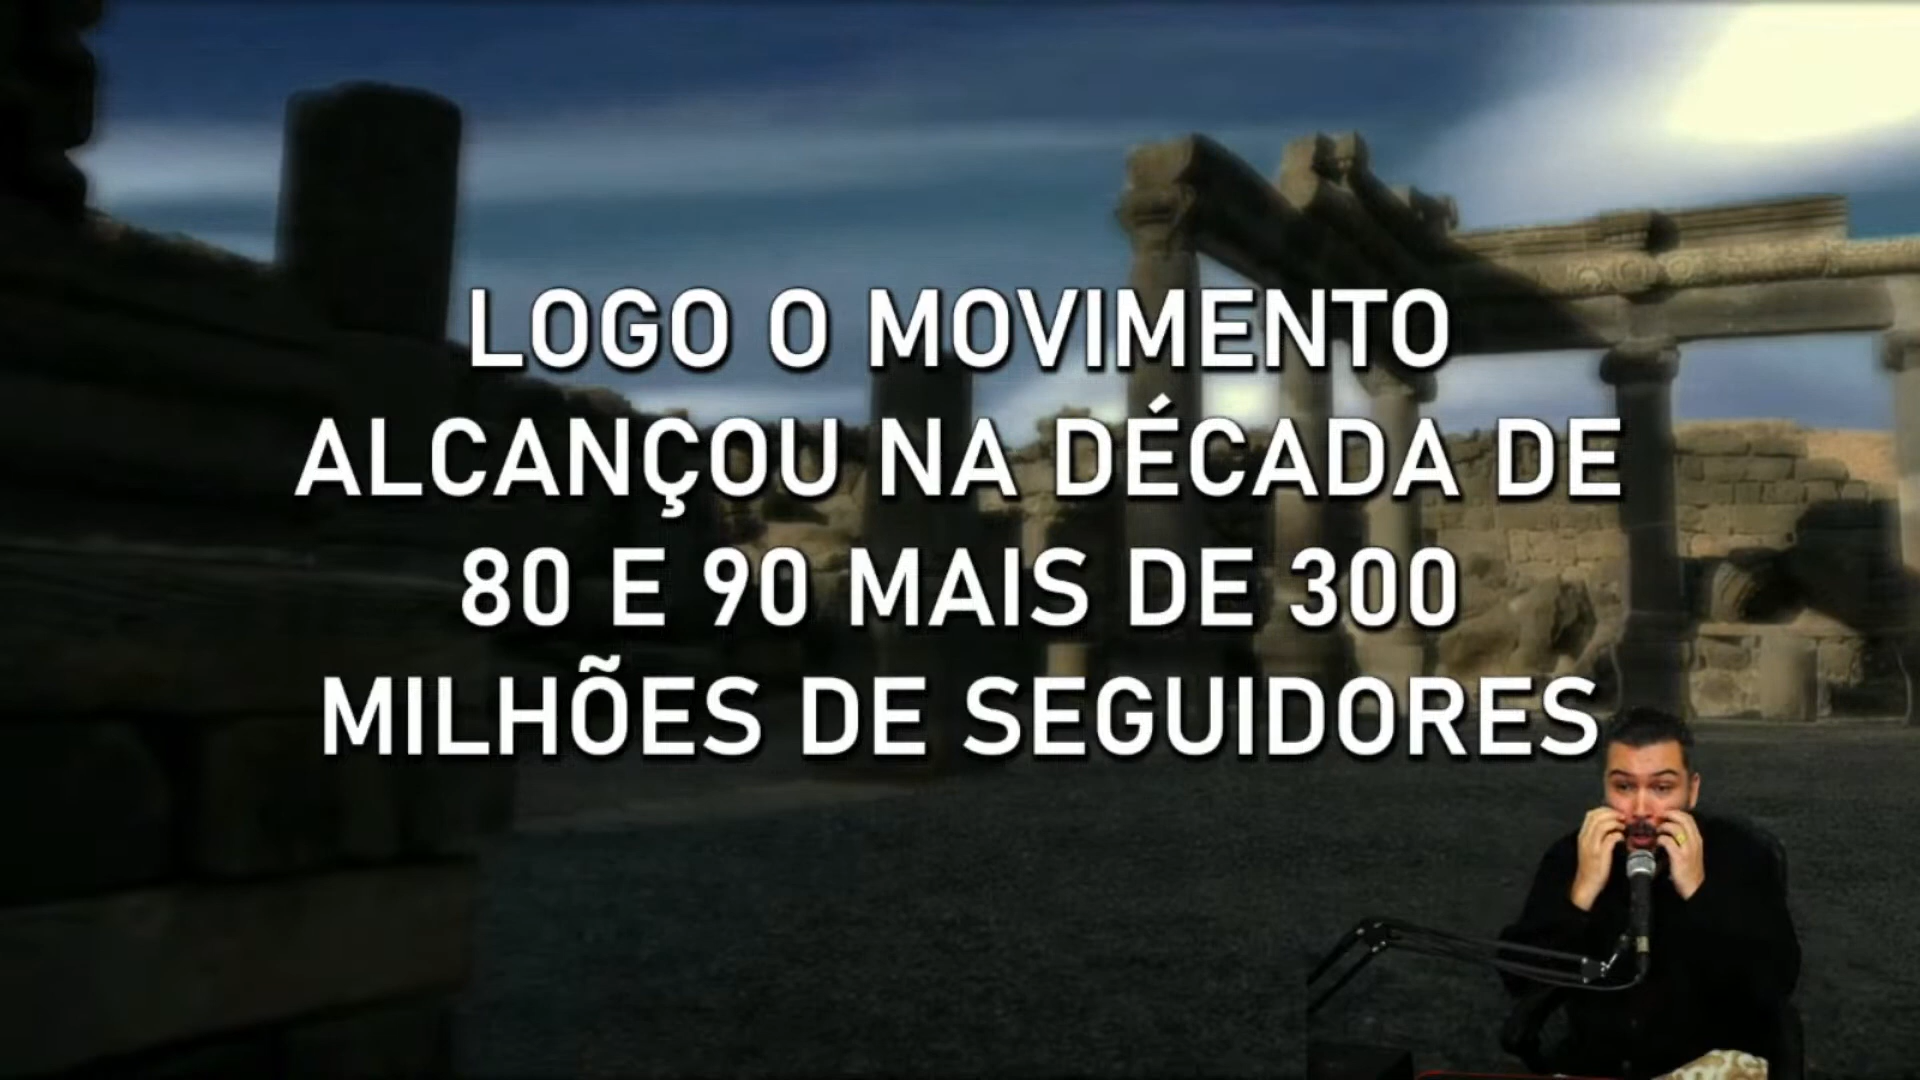 LOGO O MOVIMENTO
ALCANÇOU NA DÉCADA DE
80 E 90 MAIS DE 300
MILHÕES DE SEGUIDORES